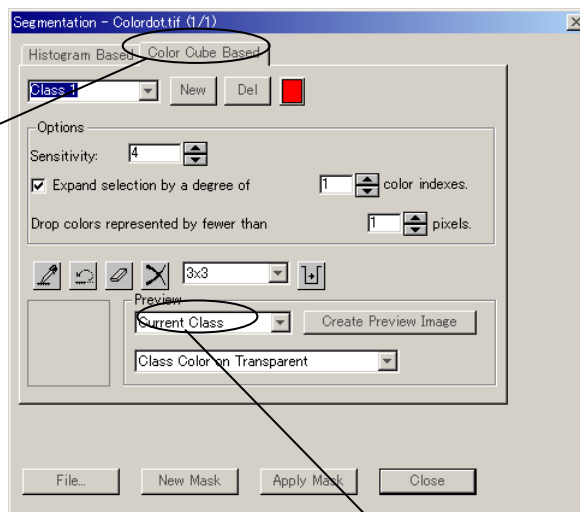 Segmentation - Colordot.tif (1/1)
Histogram Based Color Cube Based
Class 1 New Del
Options
Sensitivity: 4
Expand selection by a degree of 1 color indexes.
Drop colors represented by fewer than 1 pixels.
3x3
Preview
Current Class Create Preview Image
Class Color on Transparent
File... New Mask Apply Mask Close